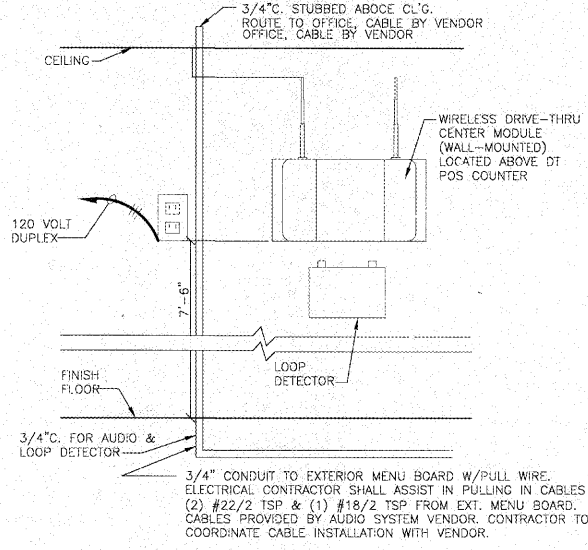 3/4"C. STUBBED ABOCE CL'G.
ROUTE TO OFFICE, CABLE BY VENDOR
OFFICE, CABLE BY VENDOR
CEILING
WIRELESS DRIVE-THRU
CENTER MODULE
(WALL-MOUNTED)
LOCATED ABOVE DT
POS COUNTER
120 VOLT
DUPLEX
7'-6"
LOOP
DETECTOR
FINISH
FLOOR
3/4"C. FOR AUDIO &
LOOP DETECTOR
3/4" CONDUIT TO EXTERIOR MENU BOARD W/PULL WIRE.
ELECTRICAL CONTRACTOR SHALL ASSIST IN PULLING IN CABLES
(2) #22/2 TSP & (1) #18/2 TSP FROM EXT. MENU BOARD.
CABLES PROVIDED BY AUDIO SYSTEM VENDOR. CONTRACTOR TO
COORDINATE CABLE INSTALLATION WITH VENDOR.